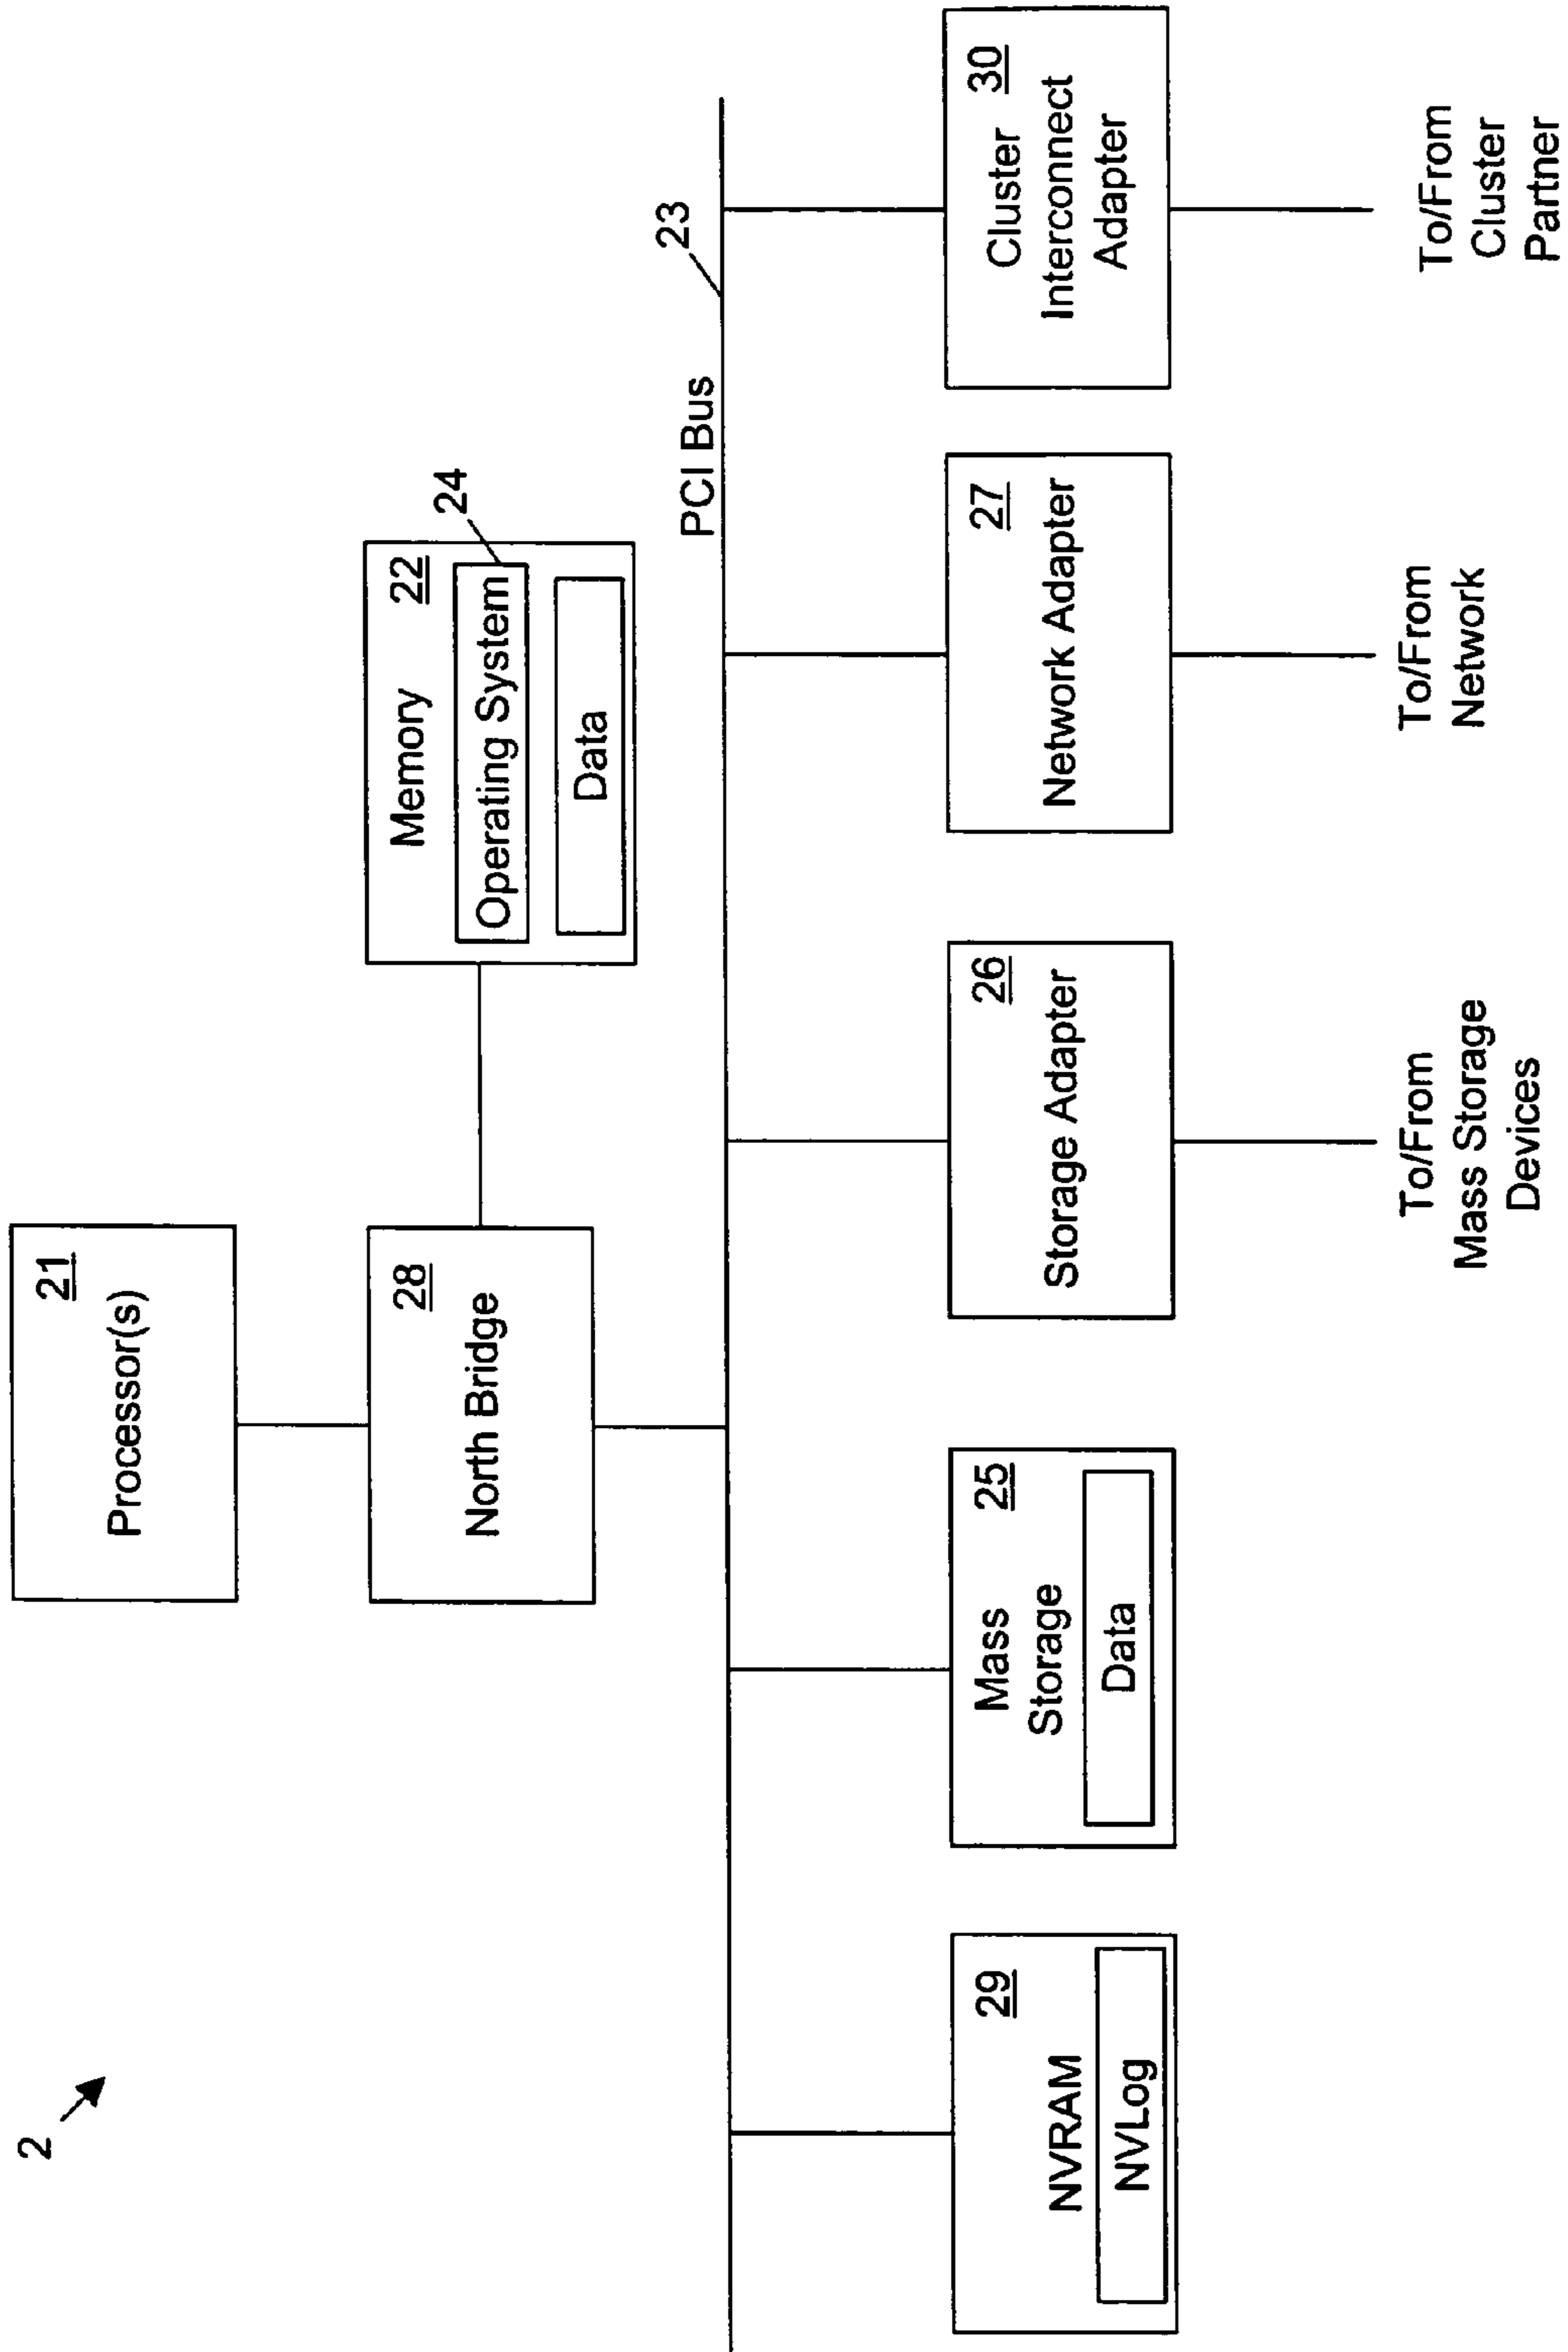 2
21
Processor(s)
28
North Bridge
Memory
22
Operating System
24
Data
PCI Bus
23
29
NVRAM
NVLog
Mass
25
Storage
Data
26
Storage Adapter
27
Network Adapter
Cluster
30
Interconnect
Adapter
To/From
Mass Storage
Devices
To/From
Network
To/From
Cluster
Partner